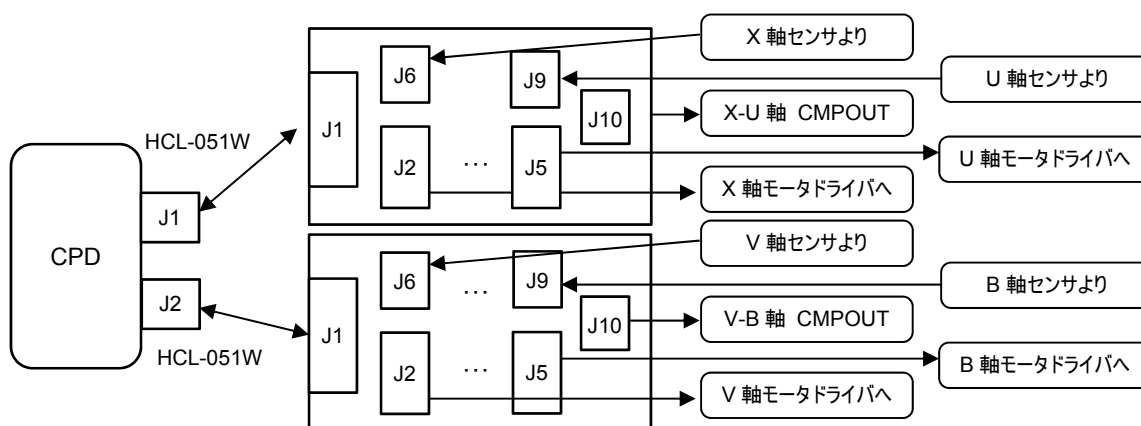 X 軸センサより
J6
J9
U 軸センサより
J1
J10
X-U 軸 CMPOUT
HCL-051W
J2
…
J5
U 軸モータドライバへ
X 軸モータドライバへ
J1
CPD
V 軸センサより
J6
…
J9
B 軸センサより
J2
J1
J10
V-B 軸 CMPOUT
HCL-051W
J2
…
J5
B 軸モータドライバへ
V 軸モータドライバへ